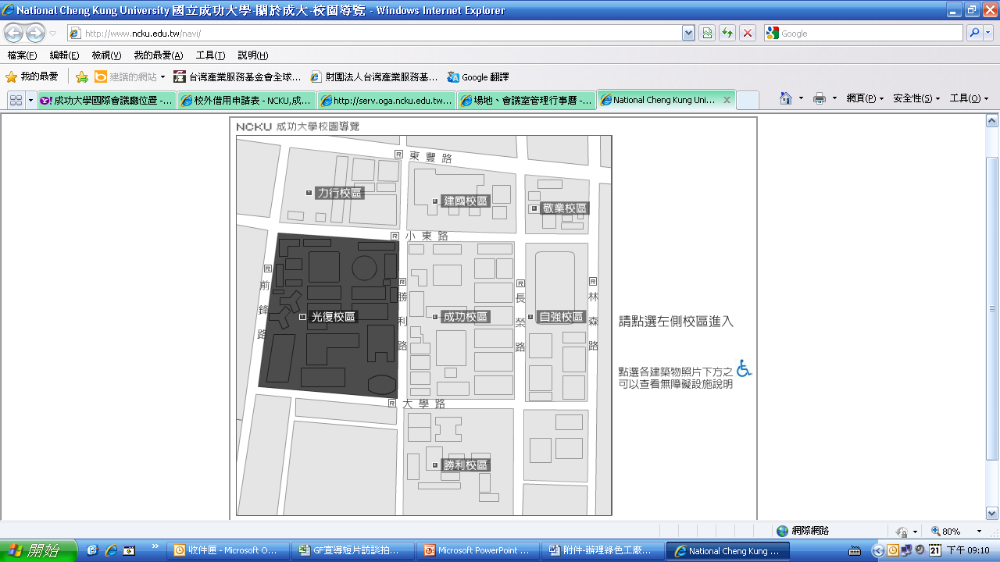 National Cheng Kung University 國立成功大學-關於成大-校園導覽 - Windows Internet Explorer
http://www.ncku.edu.tw/navi/
Google
檔案(F) 編輯(E) 檢視(V) 我的最愛(A) 工具(T) 說明(H)
我的最愛 建議的網站 台灣產業服務基金會全球... 財團法人台灣產業服務基... Google 翻譯
成功大學國際會議廳位置 -... 校外借用申請表 - NCKU,成... http://serv.oga.ncku.edu.tw... 場地、會議室管理行事曆 -... National Cheng Kung Uni... 網頁(P) 安全性(S) 工具(O)
NCKU 成功大學校園導覽
R 東豐路
力行校區
建國校區
敬業校區
R 小東路
R 前鋒路
R 勝利路
R 長榮路
R 林森路
光復校區
成功校區
自強校區
請點選左側校區進入
點選各建築物照片下方之
可以查看無障礙設施說明
R 大學路
勝利校區
網際網路 80%
開始 收件匣 - Microsoft O... GF宣導短片訪談拍... Microsoft PowerPoint ... 附件-辦理綠色工廠... National Cheng Kung ... 21 下午 09:10